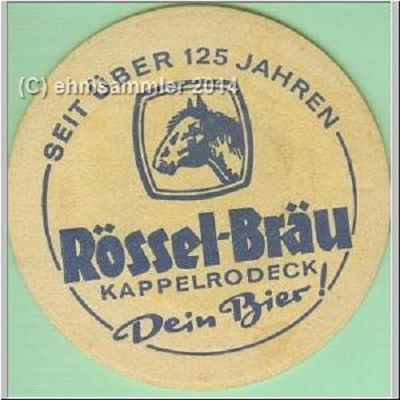 SEIT ÜBER 125 JAHREN
(C) ehmsammler 2014
Rössel-Bräu
KAPPELRODECK
Dein Bier!